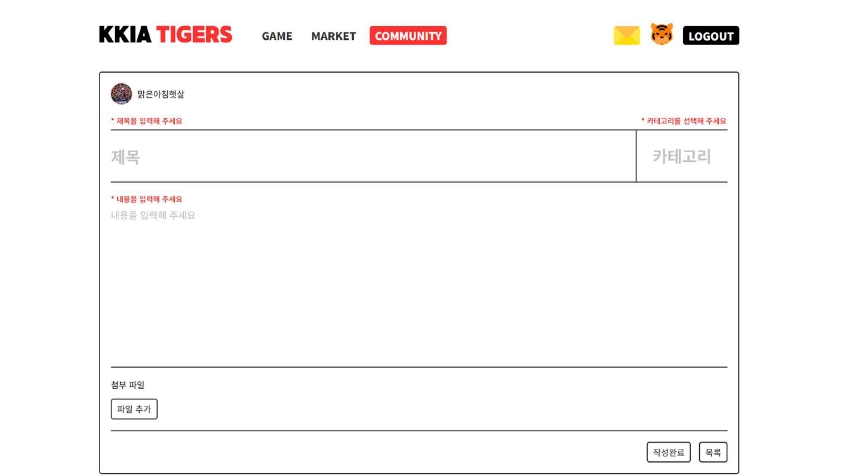 KKIA TIGERS GAME MARKET COMMUNITY LOGOUT
맑은아침햇살
* 제목을 입력해 주세요 * 카테고리를 선택해 주세요
제목 카테고리
* 내용을 입력해 주세요
내용을 입력해 주세요
첨부 파일
파일 추가
작성완료 목록